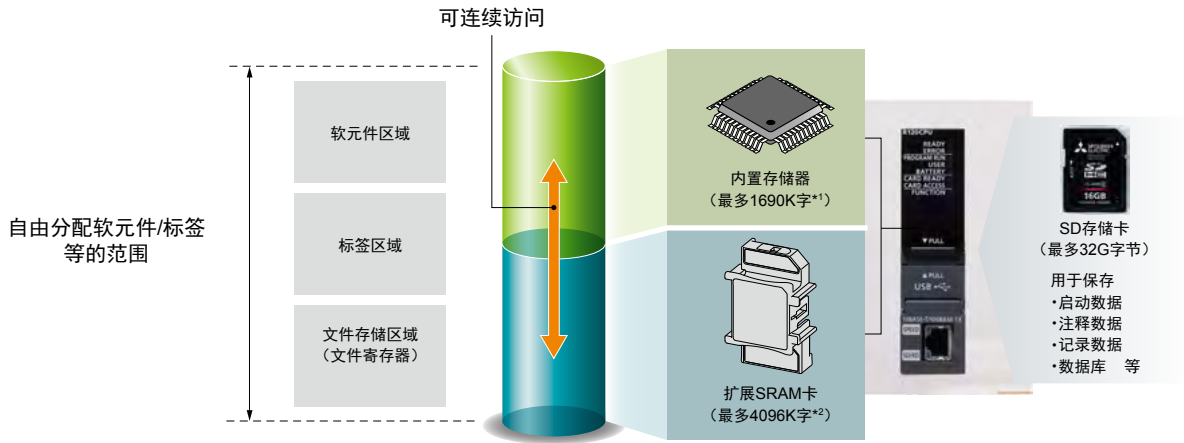 可连续访问
自由分配软元件/标签
等的范围
软元件区域
标签区域
文件存储区域
（文件寄存器）
内置存储器
（最多1690K字*1）
扩展SRAM卡
（最多4096K字*2）
R120CPU
READY
ERROR
PROGRAM RUN
USER
BATTERY
CARD READY
CARD ACCESS
FUNCTION
▼PULL
▲PULL
USB
SPEED
MITSUBISHI
ELECTRIC
SD
HC
16GB
SD存储卡
（最多32G字节）
用于保存
·启动数据
·注释数据
·记录数据
·数据库 等